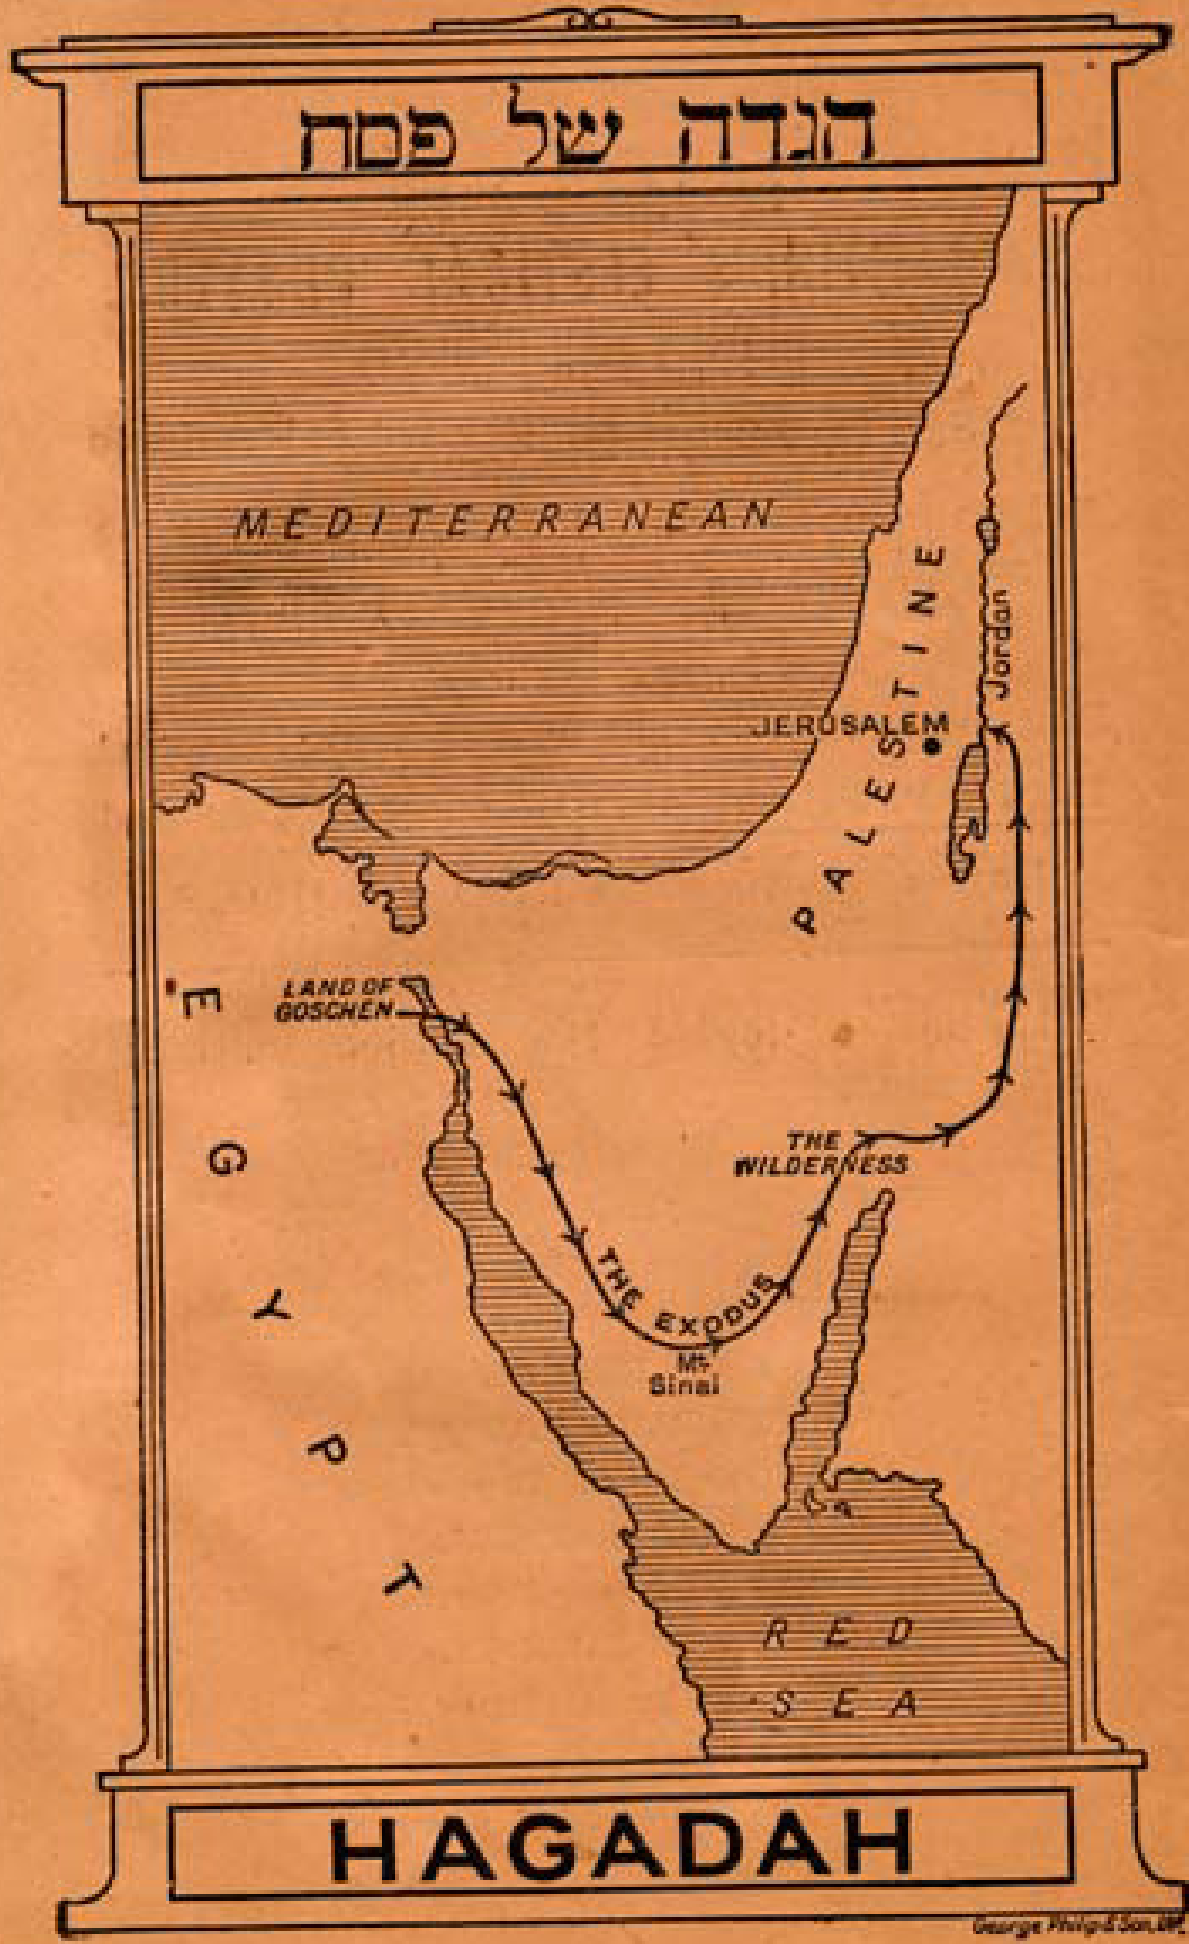 הגדה של פסח
MEDITERRANEAN
PALESTINE
Jordan
JERUSALEM
LAND OF
GOSCHEN
EGYPT
THE
WILDERNESS
THE EXODUS
Mt.
Sinai
RED
SEA
HAGADAH
George Philip & Son, Ltd.